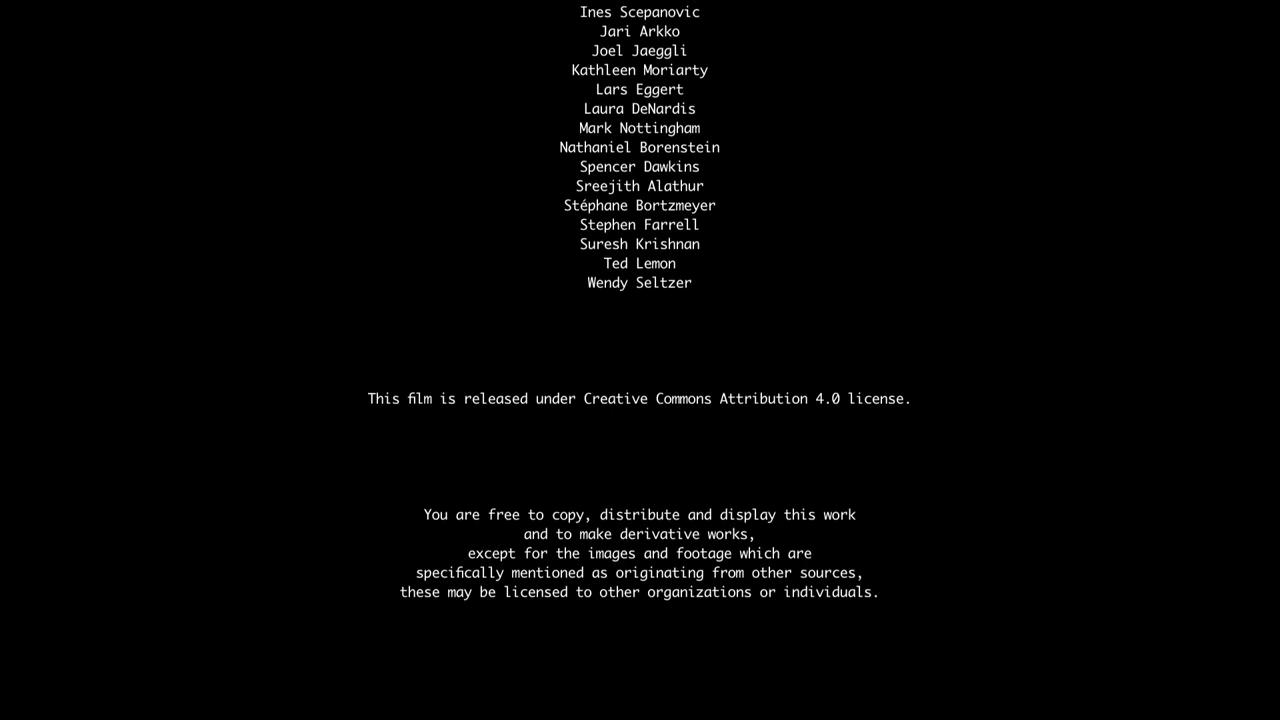 Ines Scepanovic
Jari Arkko
Joel Jaeggli
Kathleen Moriarty
Lars Eggert
Laura DeNardis
Mark Nottingham
Nathaniel Borenstein
Spencer Dawkins
Sreejith Alathur
Stéphane Bortzmeyer
Stephen Farrell
Suresh Krishnan
Ted Lemon
Wendy Seltzer
This film is released under Creative Commons Attribution 4.0 license.
You are free to copy, distribute and display this work
and to make derivative works,
except for the images and footage which are
specifically mentioned as originating from other sources,
these may be licensed to other organizations or individuals.